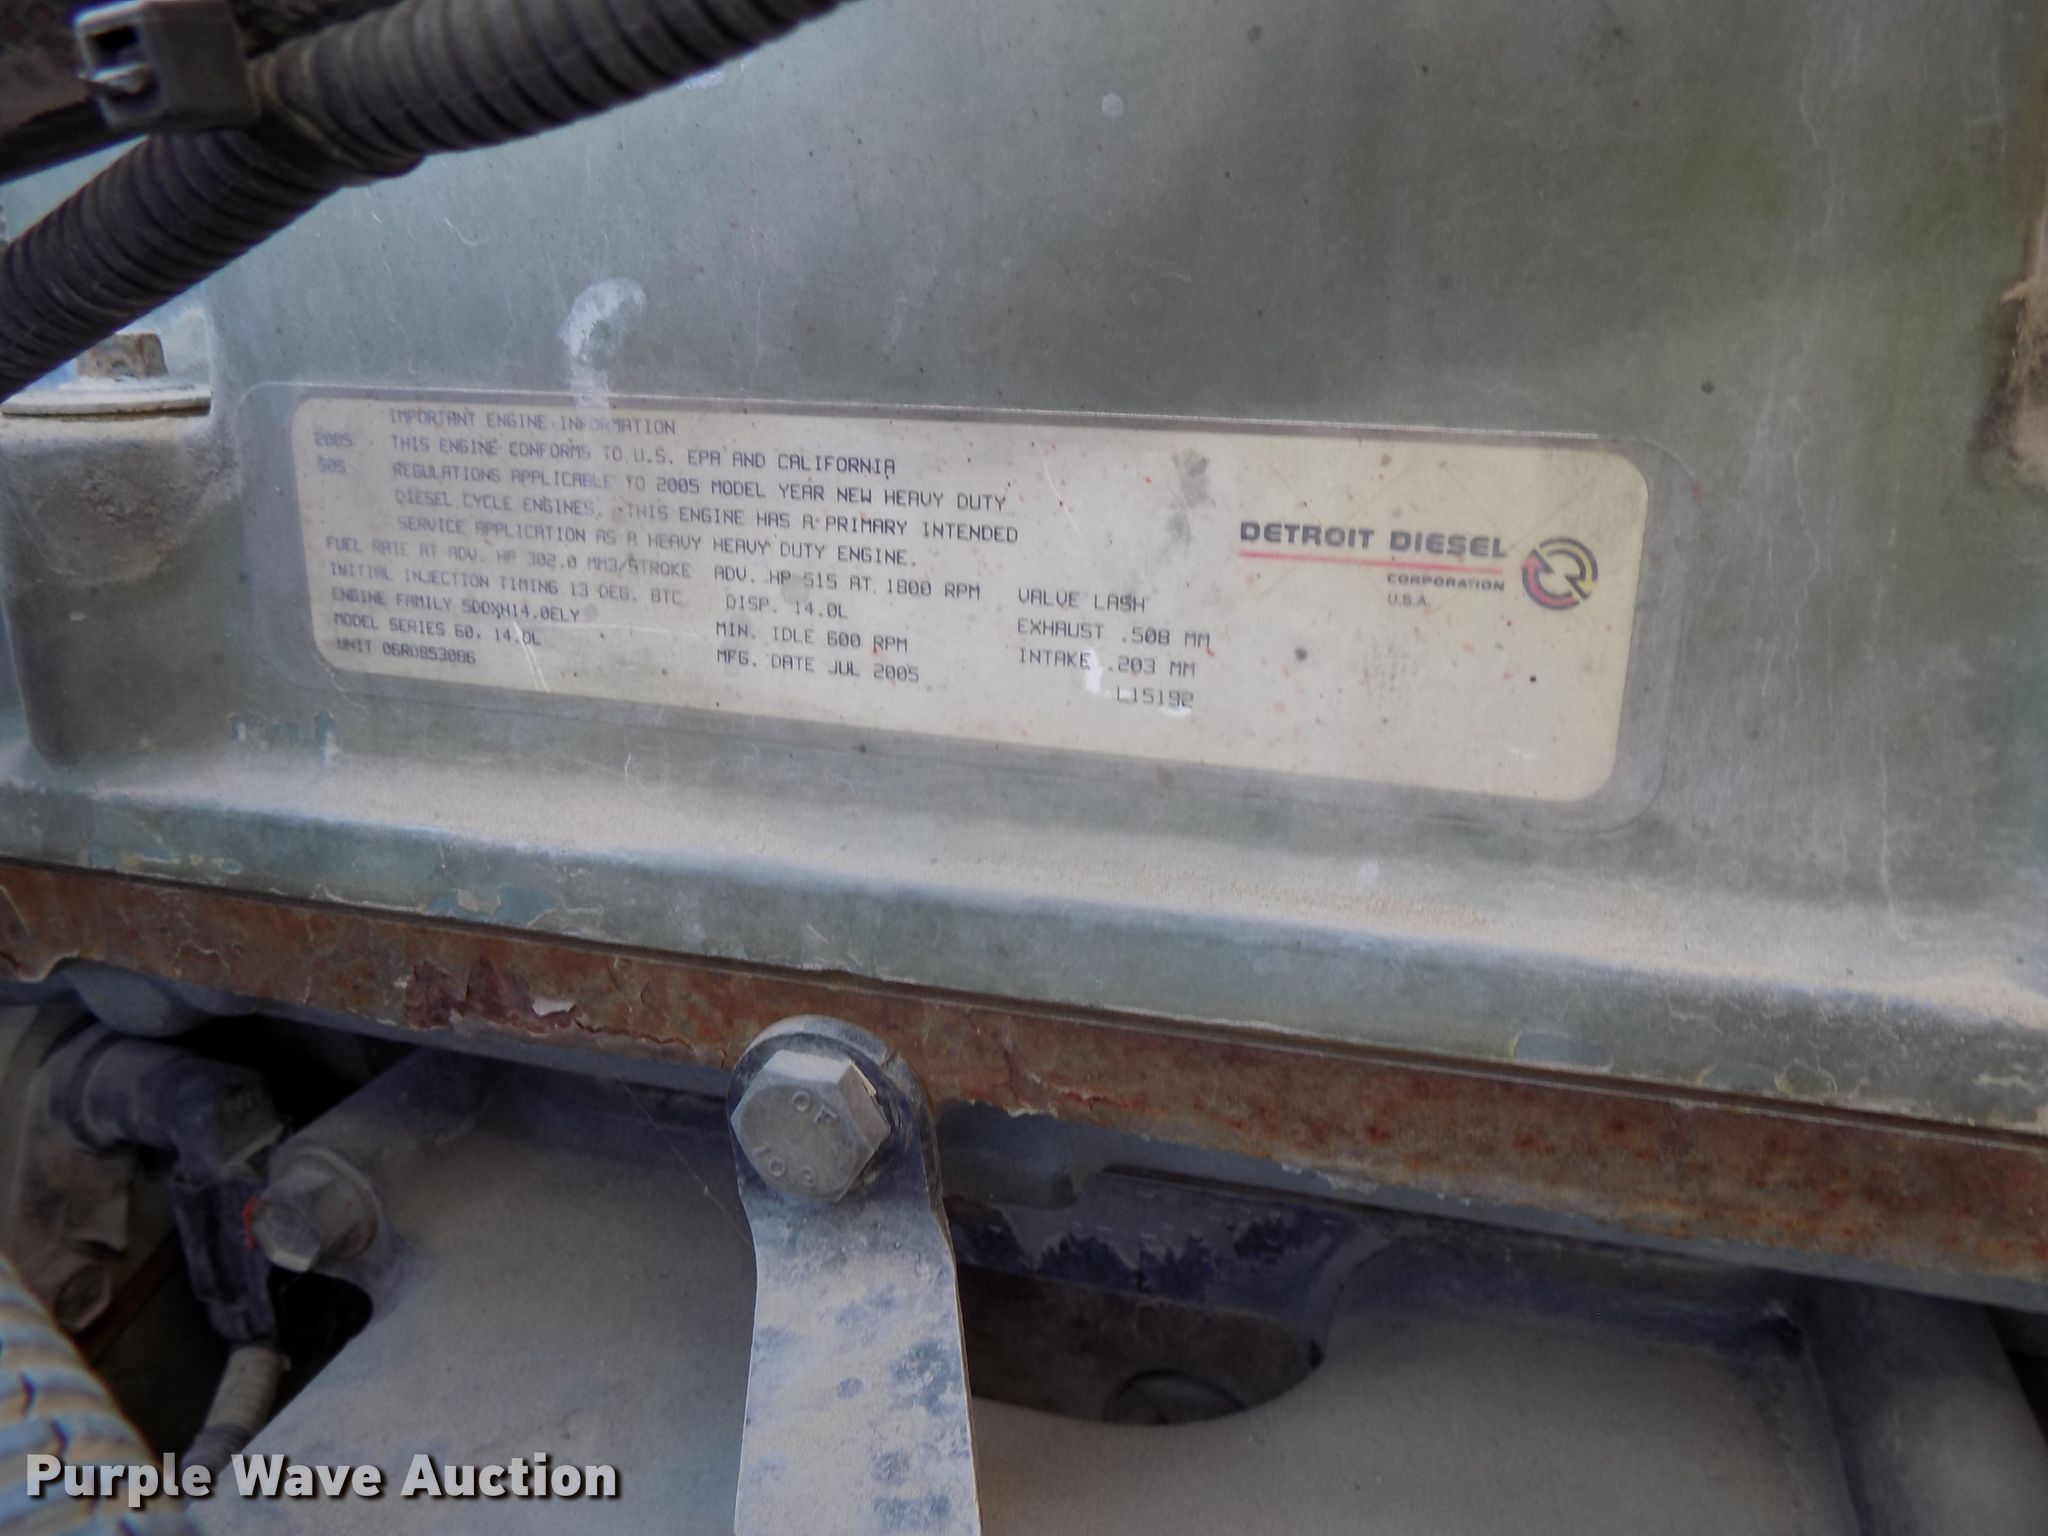 IMPORTANT ENGINE INFORMATION
2005 THIS ENGINE CONFORMS TO U.S. EPA AND CALIFORNIA
505 REGULATIONS APPLICABLE TO 2005 MODEL YEAR NEW HEAVY DUTY
DIESEL CYCLE ENGINES. THIS ENGINE HAS A PRIMARY INTENDED
SERVICE APPLICATION AS A HEAVY HEAVY DUTY ENGINE.
FUEL RATE AT ADV. HP 302.0 MM3/STROKE ADV. HP 515 AT 1800 RPM VALVE LASH
INITIAL INJECTION TIMING 13 DEG. BTC DISP. 14.0L EXHAUST .508 MM
ENGINE FAMILY 5DDXH14.0ELY MIN. IDLE 600 RPM INTAKE .203 MM
MODEL SERIES 60, 14.0L MFG. DATE JUL 2005 L15192
UNIT 06R0853086
DETROIT DIESEL
CORPORATION
U.S.A.
OF
10.9
Purple Wave Auction